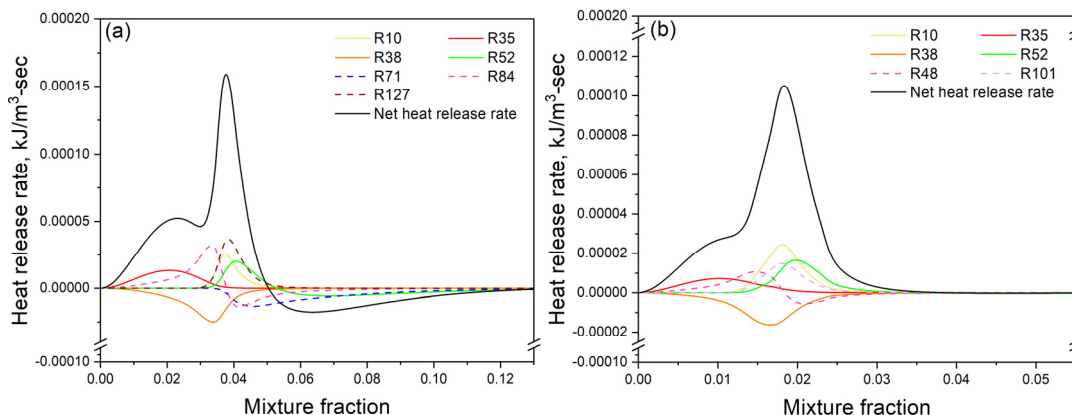 (a)
R10 R35
R38 R52
R71 R84
R127
Net heat release rate
Heat release rate, kJ/m³-sec
0.00020
0.00015
0.00010
0.00005
0.00000
-0.00010
0.00 0.02 0.04 0.06 0.08 0.10 0.12
Mixture fraction
(b)
R10 R35
R38 R52
R48 R101
Net heat release rate
Heat release rate, kJ/m³-sec
0.00020
0.00012
0.00010
0.00008
0.00006
0.00004
0.00002
0.00000
-0.00002
-0.00010
0.00 0.01 0.02 0.03 0.04 0.05
Mixture fraction